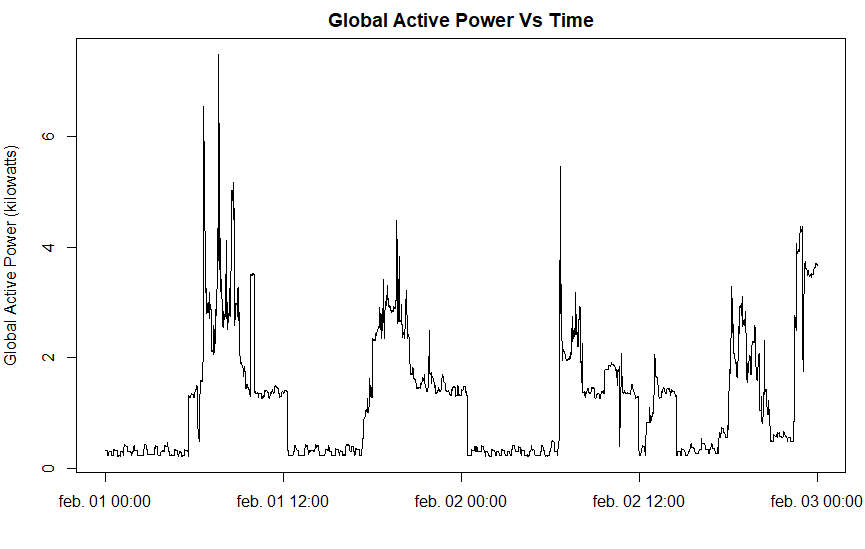 Global Active Power Vs Time
Global Active Power (kilowatts)
6
4
2
0
feb. 01 00:00
feb. 01 12:00
feb. 02 00:00
feb. 02 12:00
feb. 03 00:00